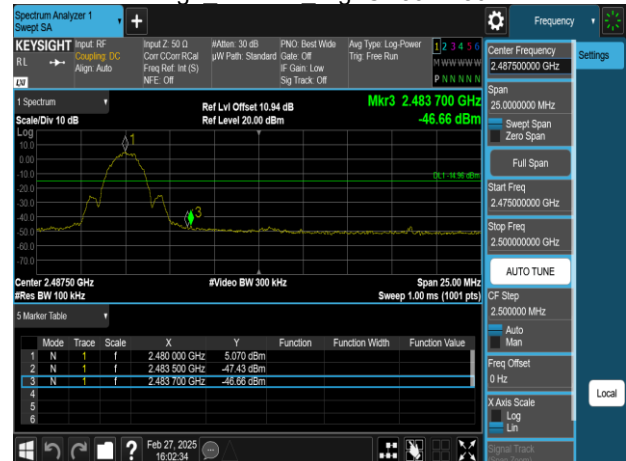 Spectrum Analyzer 1
Swept SA
+
Frequency
KEYSIGHT
RL
Input: RF
Coupling: DC
Align: Auto
Input Z: 50 Ω
Corr CCorr RCal
Freq Ref: Int (S)
NFE: Off
#Atten: 30 dB
µW Path: Standard
PNO: Best Wide
Gate: Off
IF Gain: Low
Sig Track: Off
Avg Type: Log-Power
Trig: Free Run
1 2 3 4 5 6
M W W W W W
P N N N N N
1 Spectrum
Scale/Div 10 dB
Ref Lvl Offset 10.94 dB
Ref Level 20.00 dBm
Mkr3 2.483 700 GHz
-46.66 dBm
Log
10.0
0.00
-10.0
-20.0
-30.0
-40.0
-50.0
-60.0
-70.0
1
3
DL1 -14.96 dBm
Center 2.48750 GHz
#Res BW 100 kHz
#Video BW 300 kHz
Span 25.00 MHz
Sweep 1.00 ms (1001 pts)
5 Marker Table
Mode Trace Scale X Y Function Function Width Function Value
1 N 1 f 2.480 000 GHz 5.070 dBm
2 N 1 f 2.483 500 GHz -47.43 dBm
3 N 1 f 2.483 700 GHz -46.66 dBm
4
5
6
Feb 27, 2025
16:02:34
Center Frequency
2.487500000 GHz
Span
25.0000000 MHz
Swept Span
Zero Span
Full Span
Start Freq
2.475000000 GHz
Stop Freq
2.500000000 GHz
AUTO TUNE
CF Step
2.500000 MHz
Auto
Man
Freq Offset
0 Hz
X Axis Scale
Log
Lin
Signal Track
Settings
Local